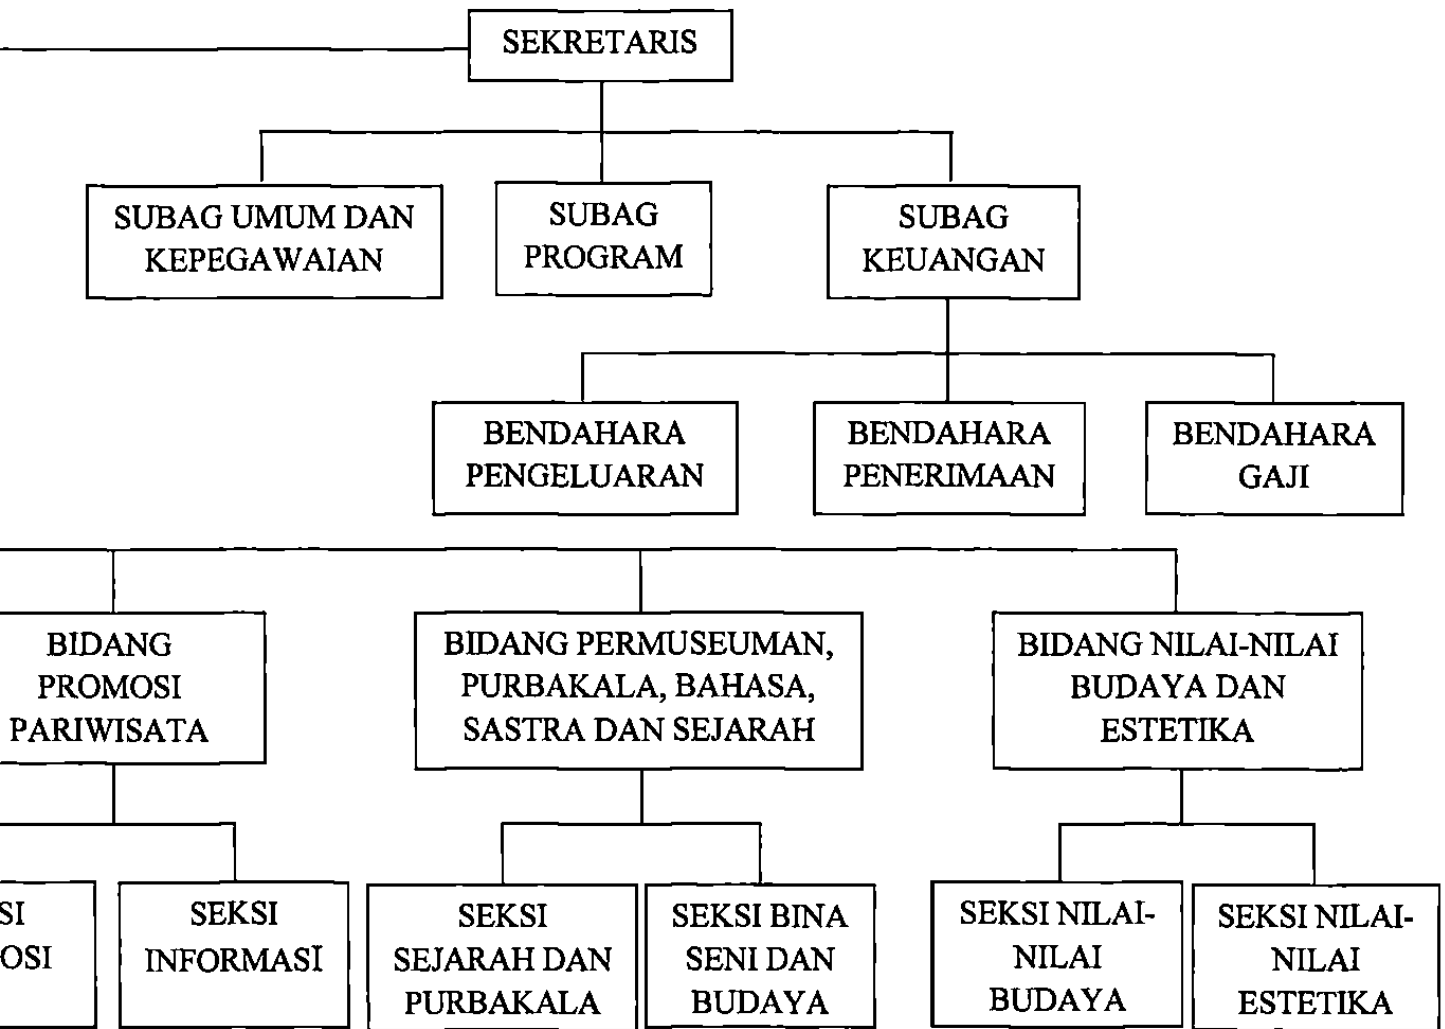 SEKRETARIS
SUBAG UMUM DAN
KEPEGAWAIAN
SUBAG
PROGRAM
SUBAG
KEUANGAN
BENDAHARA
PENGELUARAN
BENDAHARA
PENERIMAAN
BENDAHARA
GAJI
BIDANG
PROMOSI
PARIWISATA
BIDANG PERMUSEUMAN,
PURBAKALA, BAHASA,
SASTRA DAN SEJARAH
BIDANG NILAI-NILAI
BUDAYA DAN
ESTETIKA
SI
OSI
SEKSI
INFORMASI
SEKSI
SEJARAH DAN
PURBAKALA
SEKSI BINA
SENI DAN
BUDAYA
SEKSI NILAI-
NILAI
BUDAYA
SEKSI NILAI-
NILAI
ESTETIKA